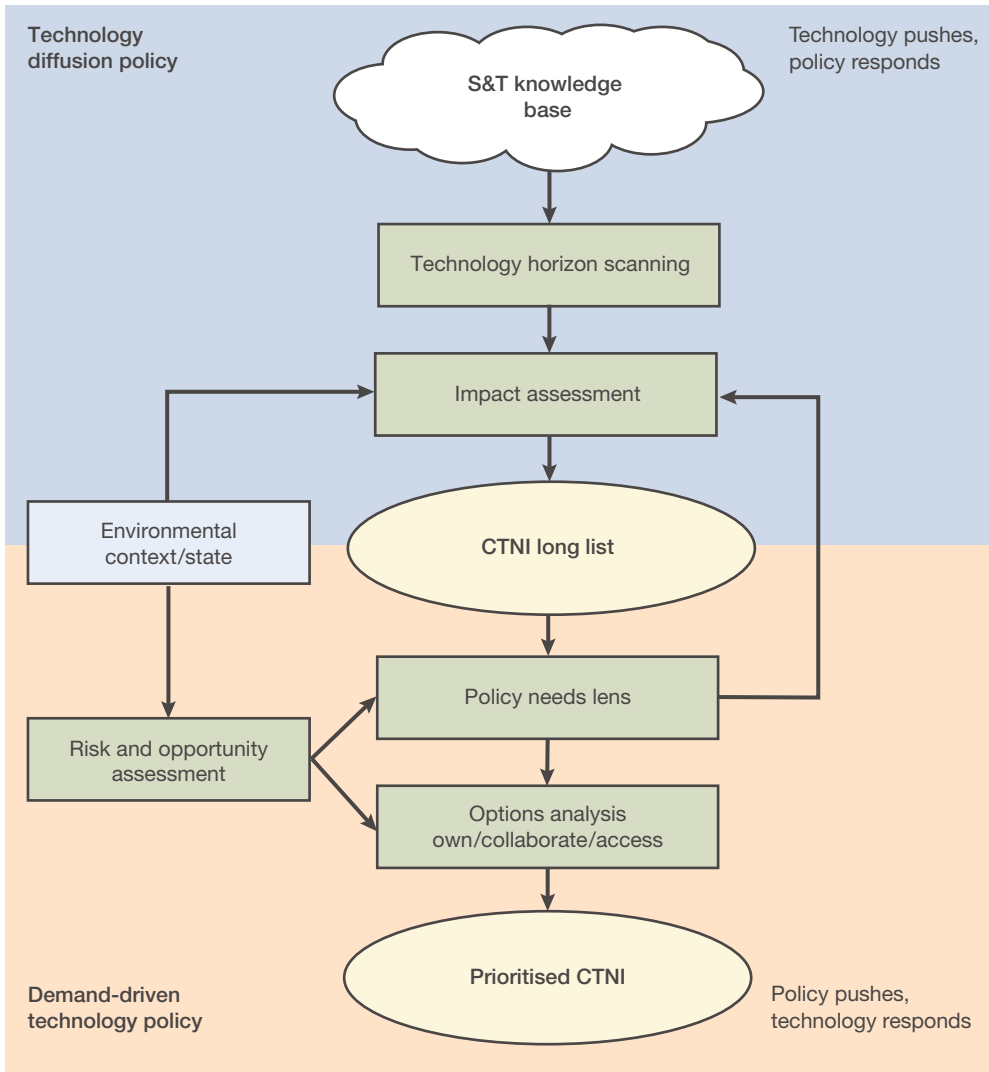 Technology
diffusion policy
Technology pushes,
policy responds
S&T knowledge
base
Technology horizon scanning
Impact assessment
Environmental
context/state
CTNI long list
Policy needs lens
Risk and opportunity
assessment
Options analysis
own/collaborate/access
Prioritised CTNI
Demand-driven
technology policy
Policy pushes,
technology responds